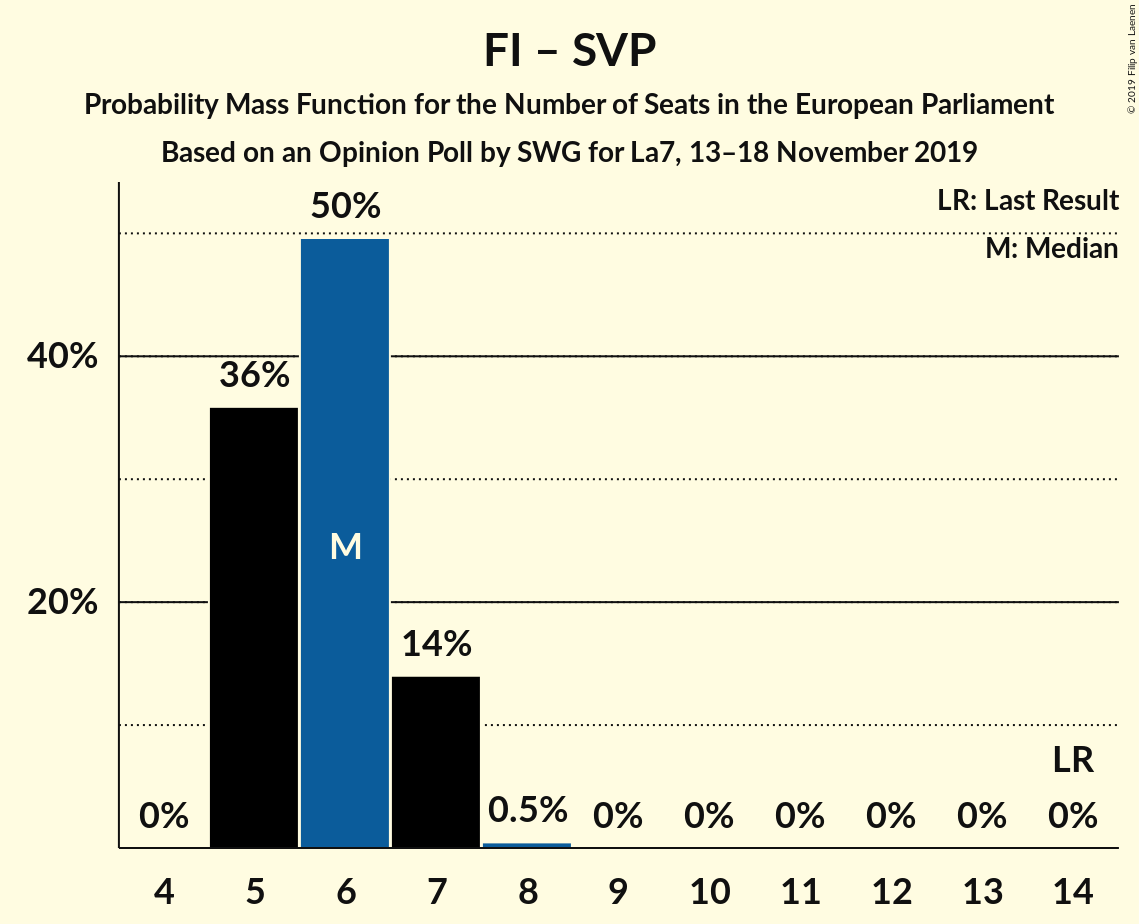 FI – SVP
Probability Mass Function for the Number of Seats in the European Parliament
Based on an Opinion Poll by SWG for La7, 13–18 November 2019
© 2019 Filip van Laenen
LR: Last Result
M: Median
50%
40%
36%
M
20%
14%
LR
0%
0.5%
0%
0%
0%
0%
0%
0%
4 5 6 7 8 9 10 11 12 13 14